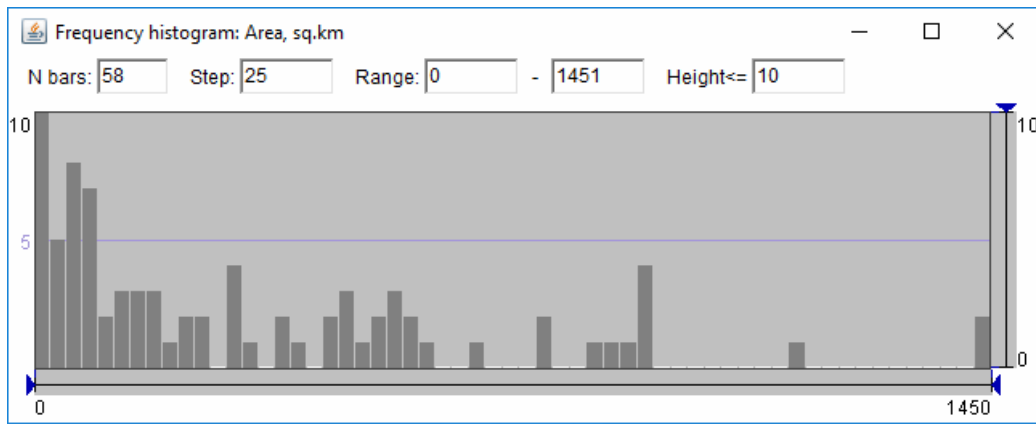 Frequency histogram: Area, sq.km
N bars: 58 Step: 25 Range: 0 - 1451 Height<= 10
10 10
5
0
0 1450